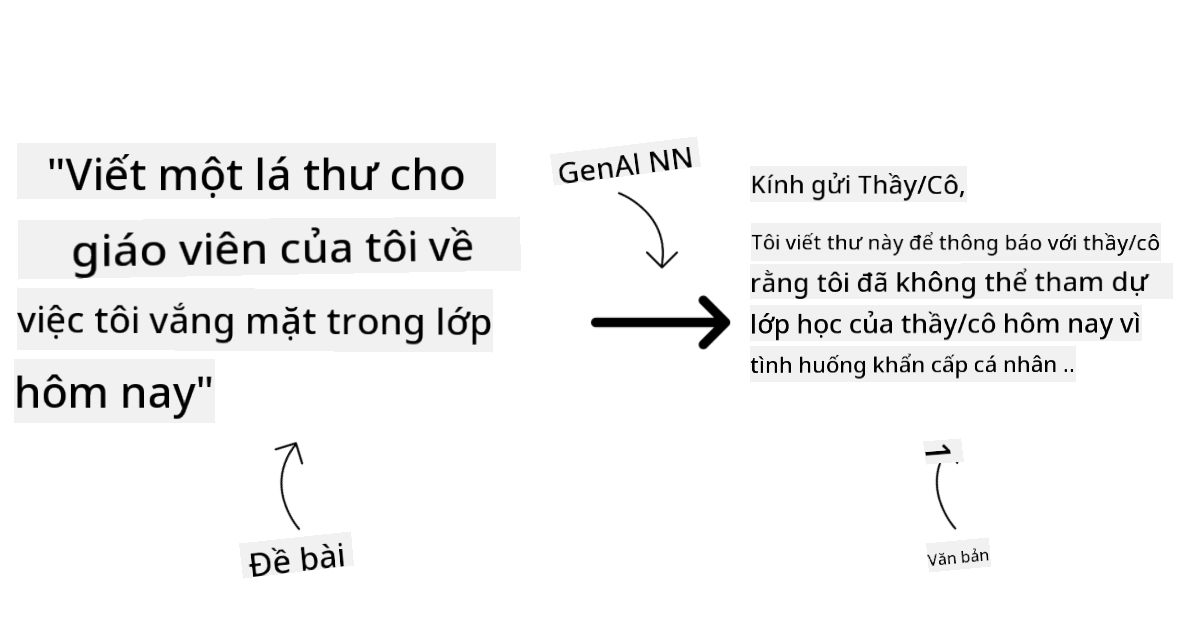 "Viết một lá thư cho
giáo viên của tôi về
việc tôi vắng mặt trong lớp
hôm nay"
Đề bài
GenAI NN
Kính gửi Thầy/Cô,
Tôi viết thư này để thông báo với thầy/cô
rằng tôi đã không thể tham dự
lớp học của thầy/cô hôm nay vì
tình huống khẩn cấp cá nhân ..
Văn bản